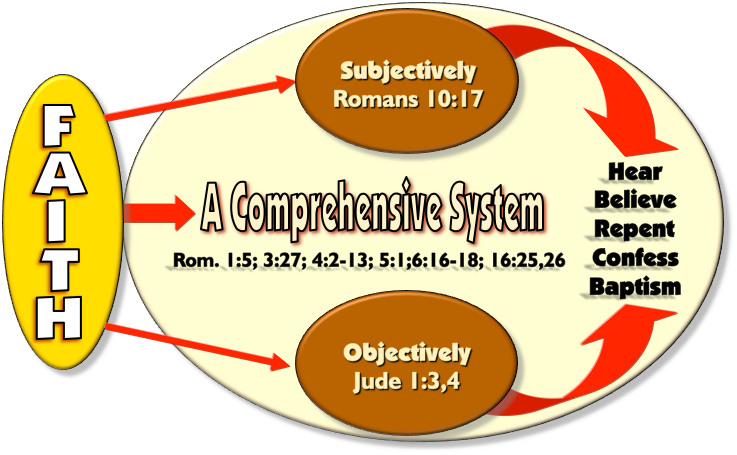 FAITH
Subjectively
Romans 10:17
A Comprehensive System
Rom. 1:5; 3:27; 4:2-13; 5:1;6:16-18; 16:25,26
Hear
Believe
Repent
Confess
Baptism
Objectively
Jude 1:3,4